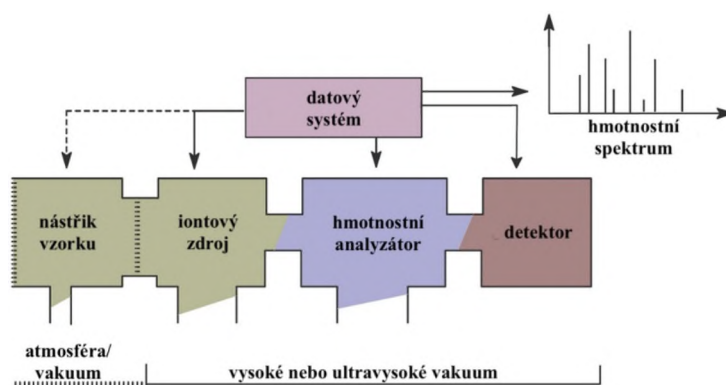 datový
systém
hmotnostní
spektrum
nástřik
vzorku
iontový
zdroj
hmotnostní
analyzátor
detektor
atmosféra/
vakuum
vysoké nebo ultravysoké vakuum